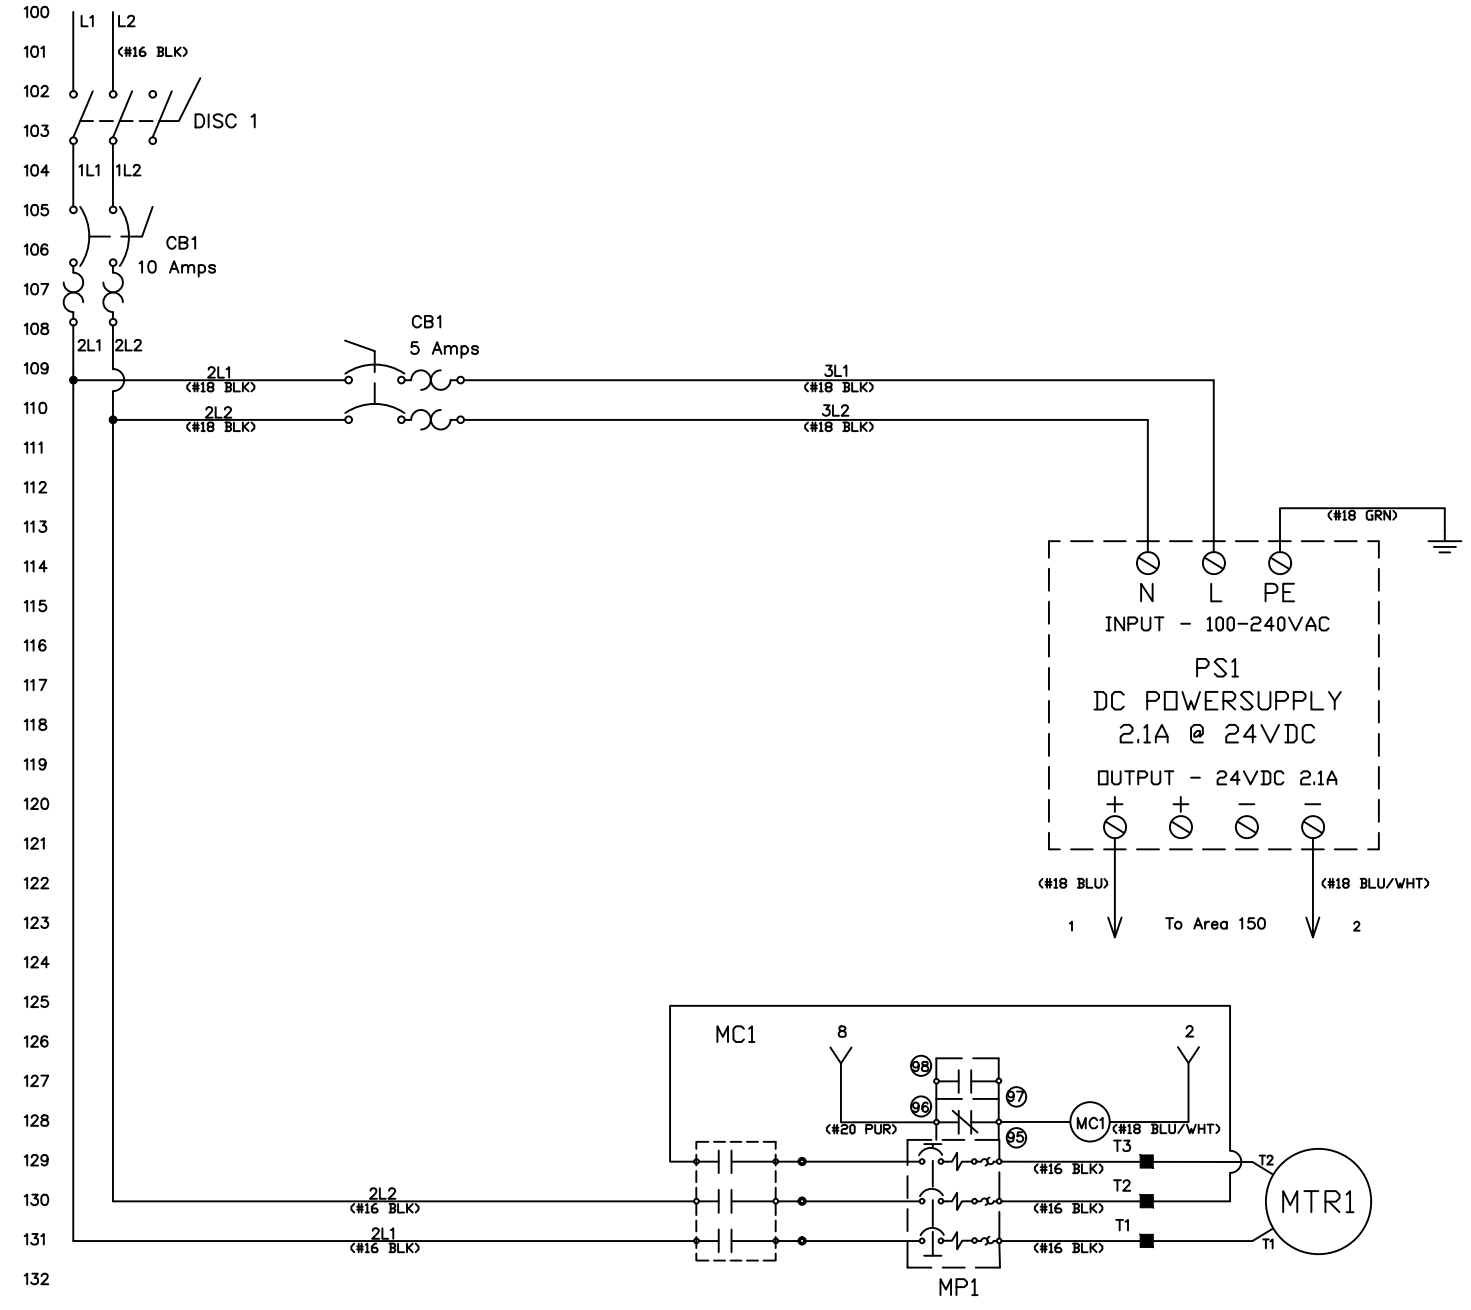 100
L1 L2
101
(#16 BLK)
102
DISC 1
103
104
1L1 1L2
105
106
CB1
10 Amps
107
108
CB1
5 Amps
2L1 2L2
109
2L1
(#18 BLK)
3L1
(#18 BLK)
110
2L2
(#18 BLK)
3L2
(#18 BLK)
111
112
113
(#18 GRN)
114
N L PE
115
INPUT - 100-240VAC
116
PS1
117
DC POWERSUPPLY
118
2.1A @ 24VDC
119
OUTPUT - 24VDC 2.1A
120
+ + - -
121
122
(#18 BLU) (#18 BLU/WHT)
123
1 To Area 150 2
124
125
126
MC1 8 2
127
98
97
128
96
(#20 PUR)
MC1
(#18 BLU/WHT)
95
129
T3
(#16 BLK)
T2
130
2L2
(#16 BLK)
T2
(#16 BLK)
MTR1
131
2L1
(#16 BLK)
T1
(#16 BLK)
T1
132
MP1